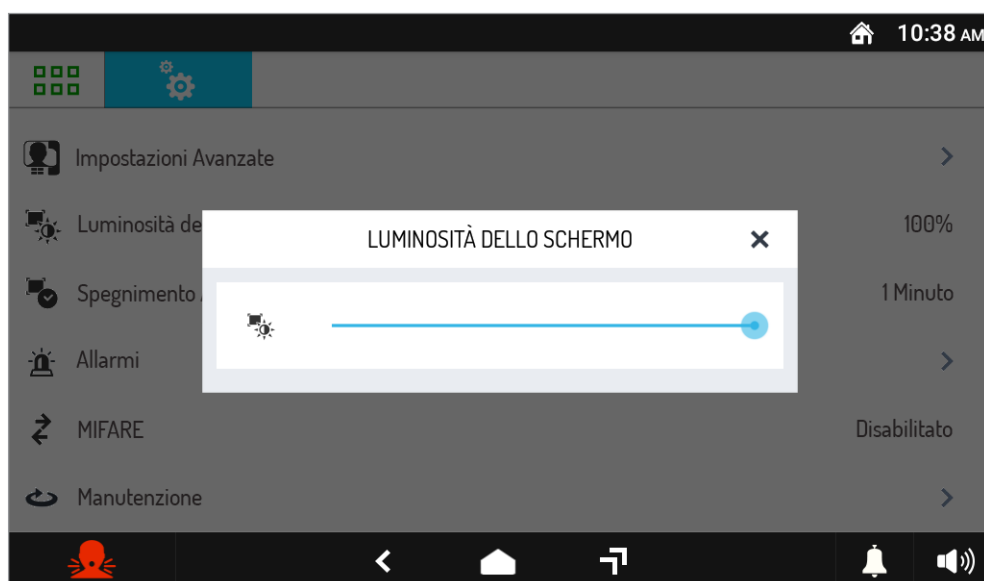 10:38 AM
Impostazioni Avanzate
Luminosità de
100%
LUMINOSITÀ DELLO SCHERMO
Spegnimento
1 Minuto
Allarmi
MIFARE
Disabilitato
Manutenzione